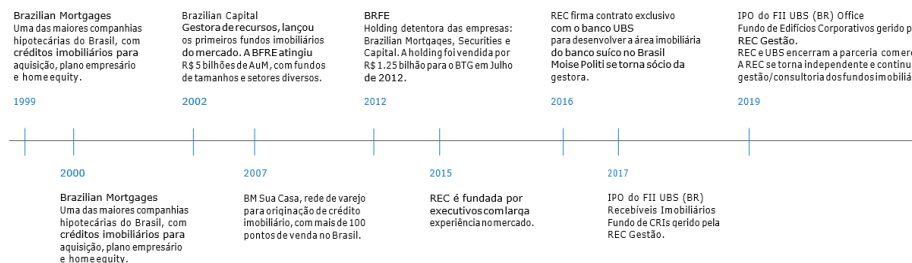 Brazilian Mortgages
Uma das maiores companhias
hipotecárias do Brasil, com
créditos imobiliários para
aquisição, plano empresário
e home equity.
1999
Brazilian Capital
Gestora de recursos, lançou
os primeiros fundos imobiliários
do mercado. A BFRE atingiu
R$ 5 bilhões de AuM, com fundos
de tamanhos e setores diversos.
2002
BRFE
Holding detentora das empresas:
Brazilian Mortgages, Securities e
Capital. A holding foi vendida por
R$ 1.25 bilhão para o BTG em Julho
de 2012.
2012
REC firma contrato exclusivo
com o banco UBS
para desenvolver a área imobiliária
do banco suíco no Brasil
Moise Politi se torna sócio da
gestora.
2016
IPO do FII UBS (BR) Office
Fundo de Edifícios Corporativos gerido p
REC Gestão.
REC e UBS encerram a parceria comer
A REC se torna independente e continu
gestão/consultoria dos fundos imobiliá
2019
2000
Brazilian Mortgages
Uma das maiores companhias
hipotecárias do Brasil, com
créditos imobiliários para
aquisição, plano empresário
e home equity.
2007
BM Sua Casa, rede de varejo
para originação de crédito
imobiliário, com mais de 100
pontos de venda no Brasil.
2015
REC é fundada por
executivos com larga
experiência no mercado.
2017
IPO do FII UBS (BR)
Recebíveis Imobiliários
Fundo de CRIs gerido pela
REC Gestão.